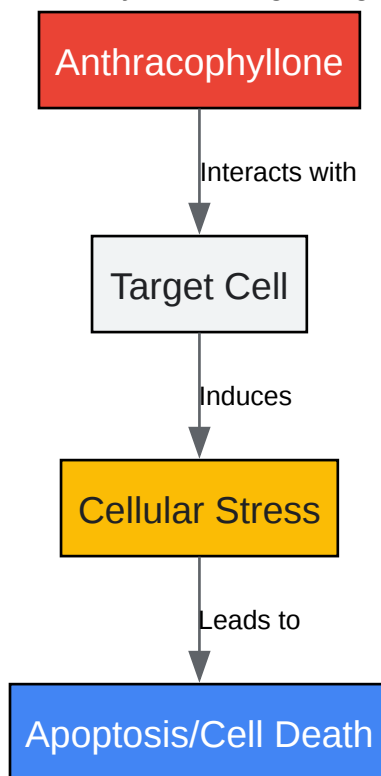 Anthracophyllone
Interacts with
Target Cell
Induces
Cellular Stress
Leads to
Apoptosis/Cell Death